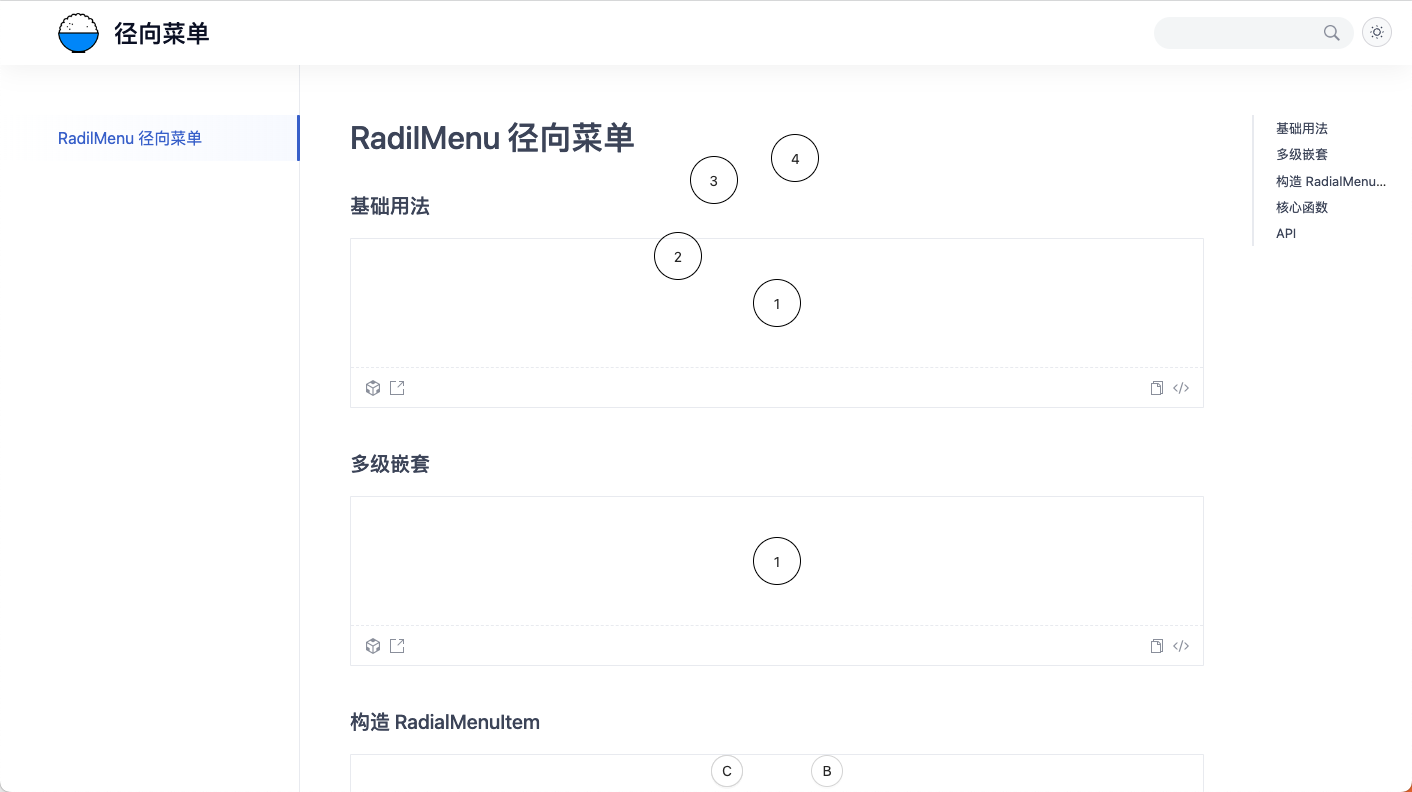 径向菜单
RadilMenu 径向菜单
RadilMenu 径向菜单
4
3
基础用法
2
1
多级嵌套
1
构造 RadialMenuItem
C
B
基础用法
多级嵌套
构造 RadialMenu...
核心函数
API